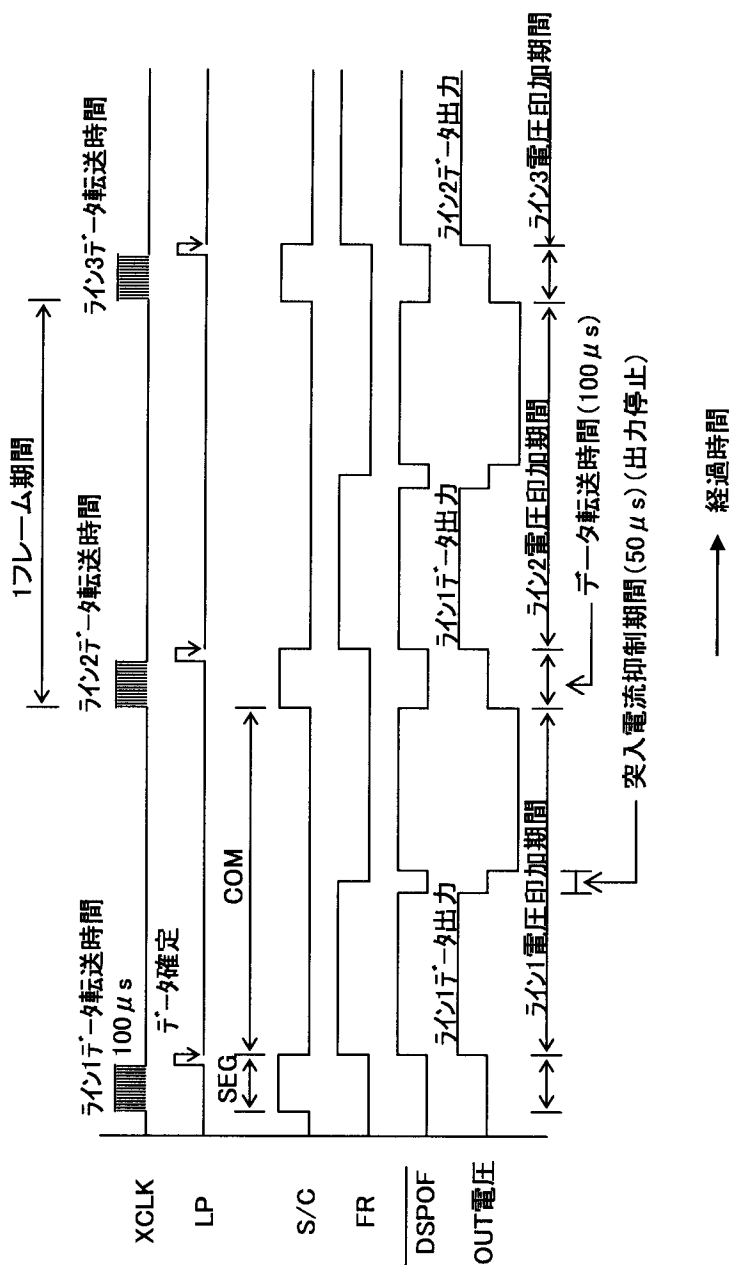 1フレーム期間
ライン1データ転送時間
100μs
ライン2データ転送時間
ライン3データ転送時間
XCLK
データ確定
LP
SEG
COM
S/C
FR
DSPOF
ライン1データ出力
ライン1データ出力
ライン2データ出力
OUT電圧
ライン1電圧印加期間
ライン2電圧印加期間
ライン3電圧印加期間
データ転送時間(100μs)
突入電流抑制期間(50μs)(出力停止)
経過時間